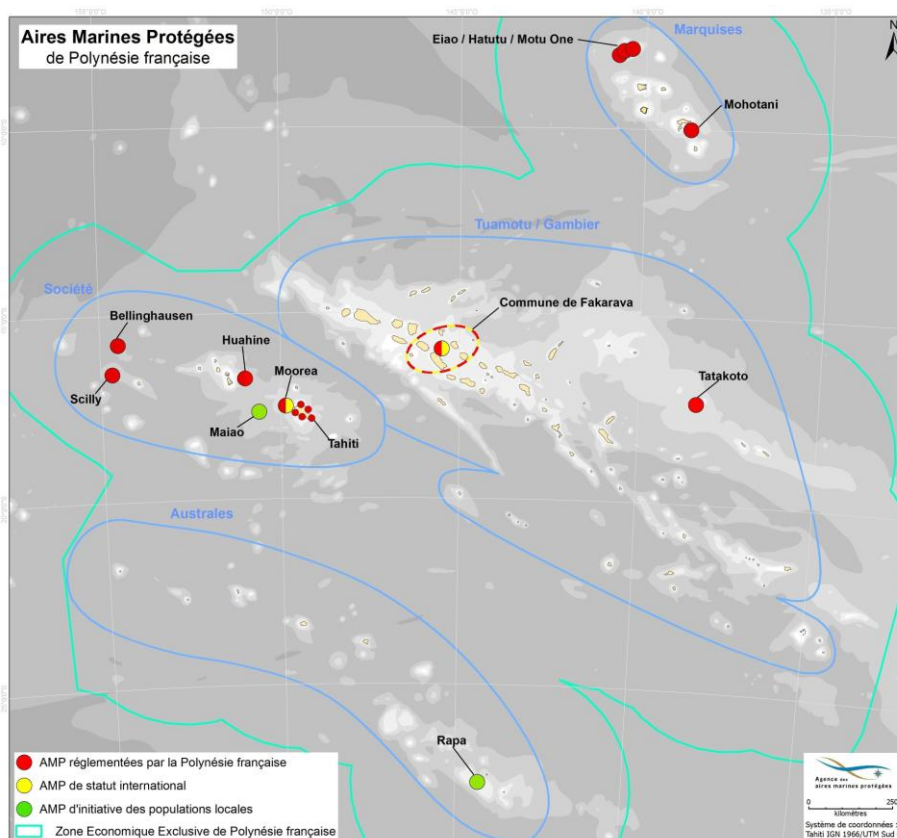 Aires Marines Protégées
de Polynésie française
Eiao / Hatutu / Motu One
Marquises
N
Mohotani
Tuamotu / Gambier
Société
Bellinghausen
Huahine
Commune de Fakarava
Moorea
Tatakoto
Scilly
Maiao
Tahiti
Australes
Rapa
AMP réglementées par la Polynésie française
AMP de statut international
AMP d'initiative des populations locales
Zone Economique Exclusive de Polynésie française
Agence des
aires marines protégées
0 250
kilomètres
Système de coordonnées :
Tahiti IGN 1966/UTM Sud